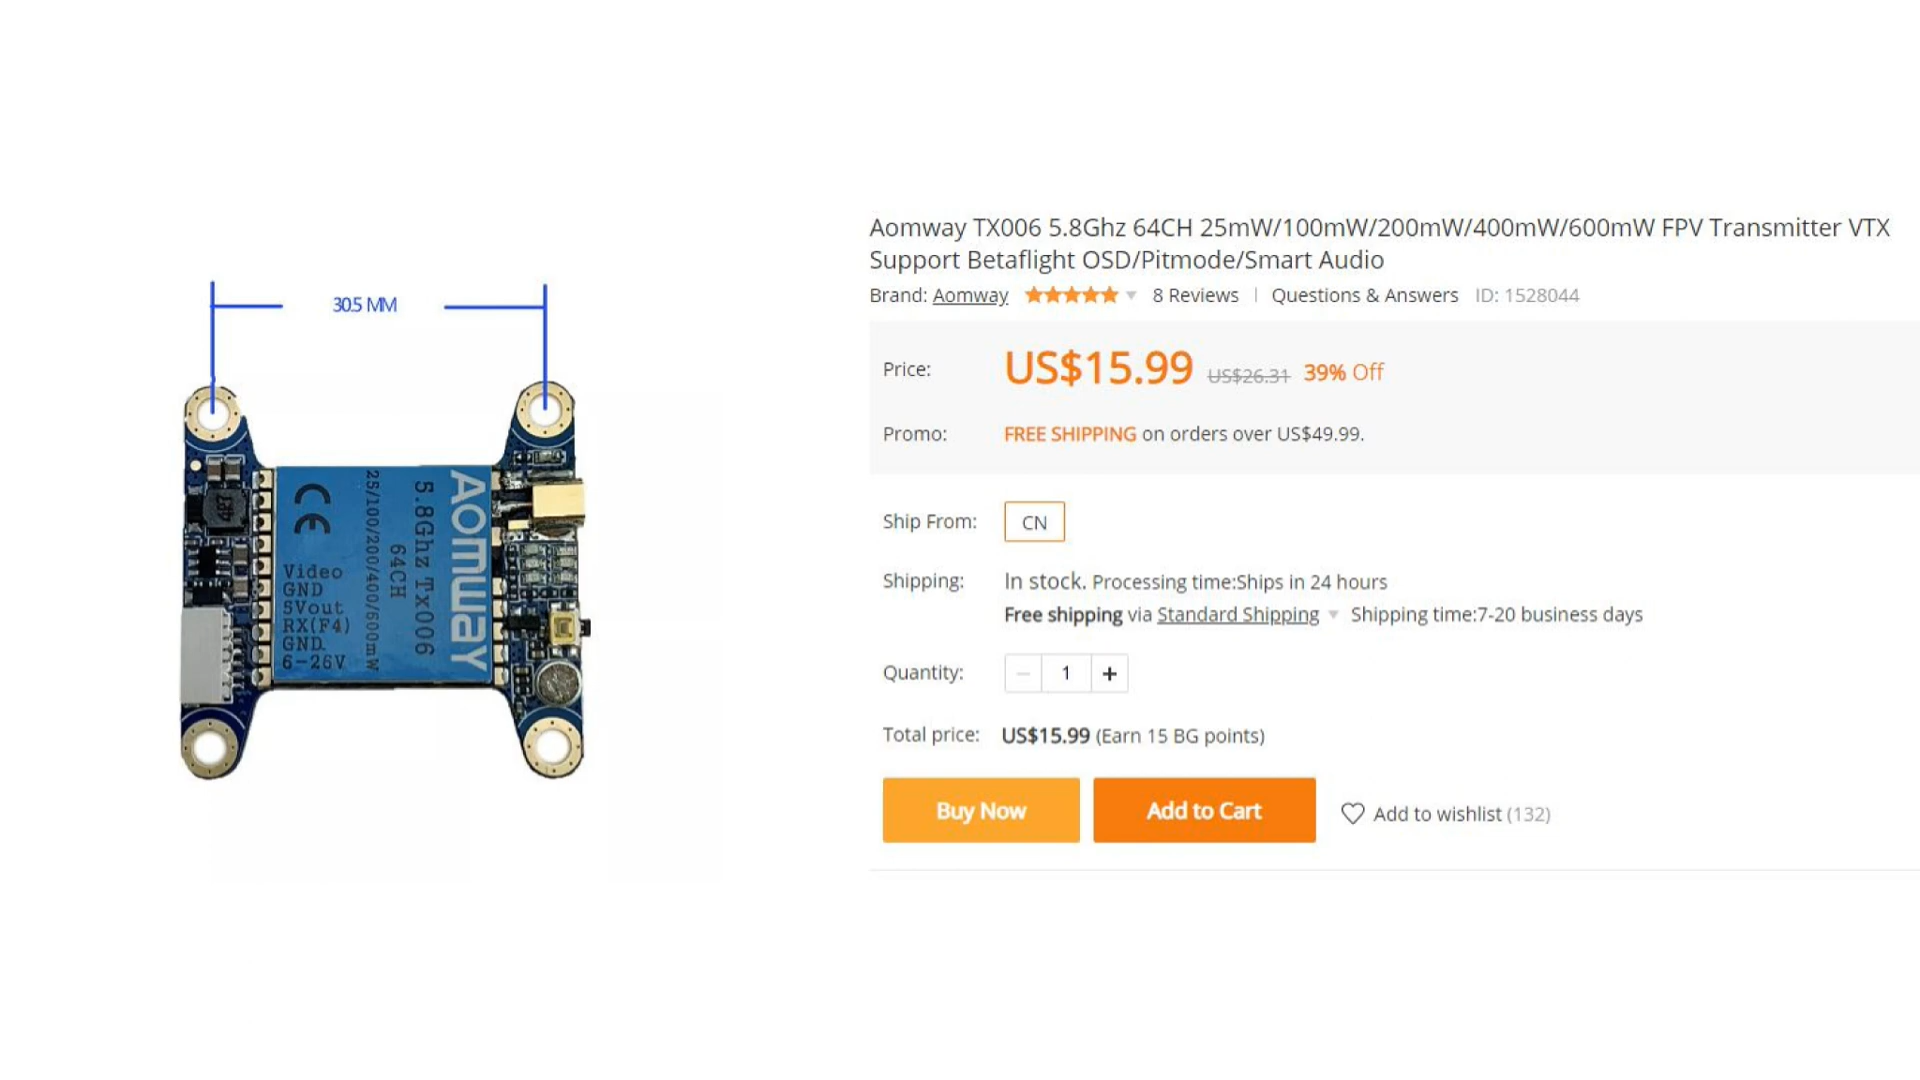 30.5 MM
4R7
CE
Video
GND
5Vout
RX(F4)
GND
6-26V
25/100/200/400/600mW
64CH
5.8Ghz Tx006
AOMWAY
Aomway TX006 5.8Ghz 64CH 25mW/100mW/200mW/400mW/600mW FPV Transmitter VTX
Support Betaflight OSD/Pitmode/Smart Audio
Brand: Aomway 8 Reviews | Questions & Answers ID: 1528044
Price: US$15.99 US$26.31 39% Off
Promo: FREE SHIPPING on orders over US$49.99.
Ship From: CN
Shipping: In stock. Processing time:Ships in 24 hours
Free shipping via Standard Shipping Shipping time:7-20 business days
Quantity: − 1 +
Total price: US$15.99 (Earn 15 BG points)
Buy Now Add to Cart Add to wishlist (132)